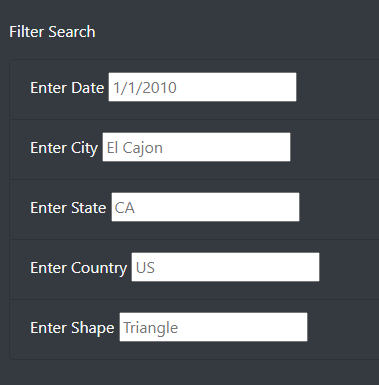 Filter Search
Enter Date 1/1/2010
Enter City El Cajon
Enter State CA
Enter Country US
Enter Shape Triangle